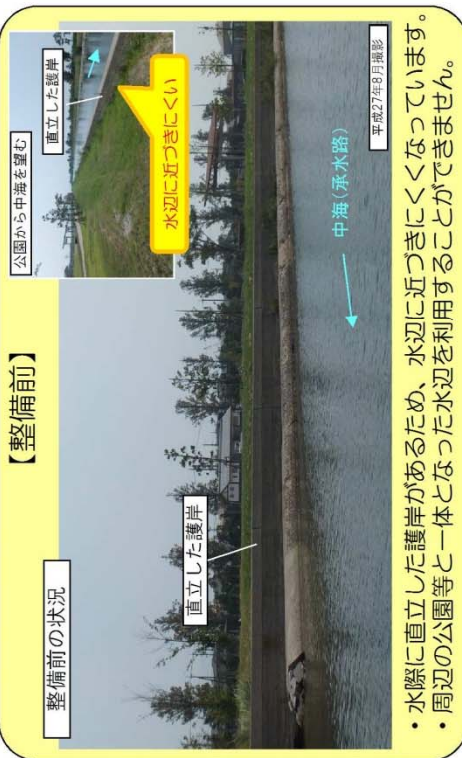 【整備前】
整備前の状況
公園から中海を望む
直立した護岸
水辺に近づきにくい
直立した護岸
中海(承水路)
平成27年8月撮影
・水際に直立した護岸があるため、水辺に近づきにくくなっています。
・周辺の公園等と一体となった水辺を利用することができません。